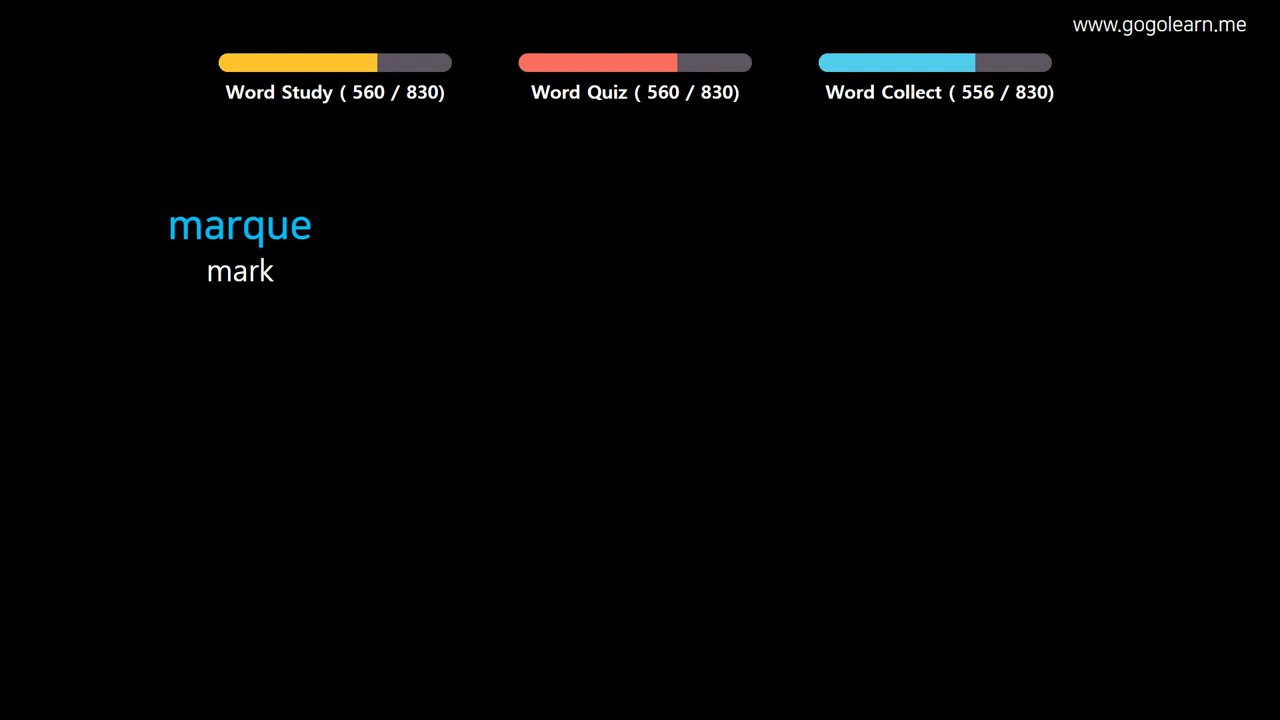 www.gogolearn.me
Word Study ( 560 / 830)
Word Quiz ( 560 / 830)
Word Collect ( 556 / 830)
marque
mark